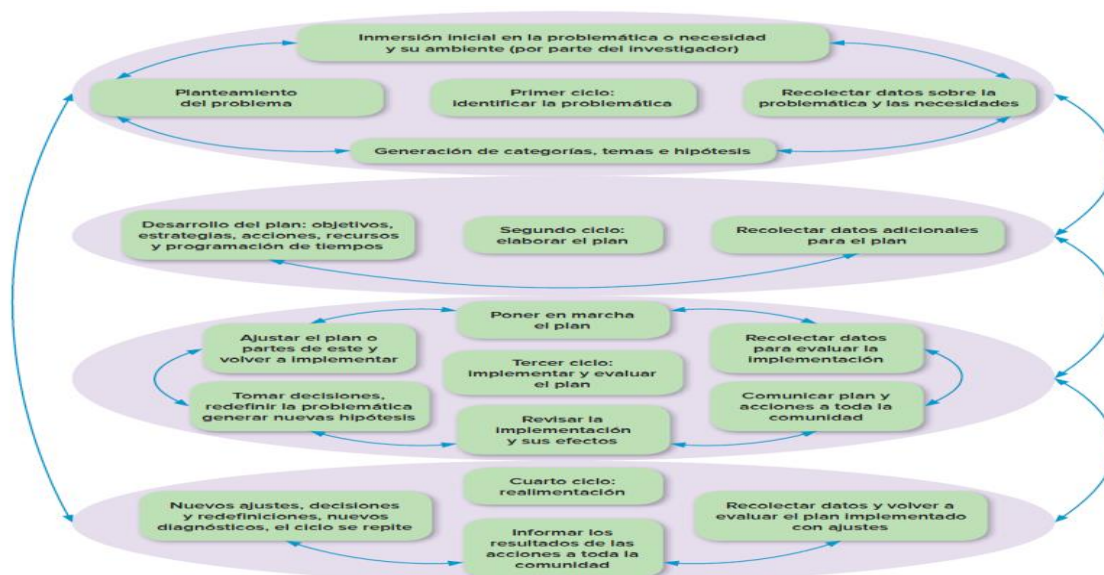 Inmersión inicial en la problemática o necesidad
y su ambiente (por parte del investigador)
Planteamiento
del problema
Primer ciclo:
identificar la problemática
Recolectar datos sobre la
problemática y las necesidades
Generación de categorías, temas e hipótesis
Desarrollo del plan: objetivos,
estrategias, acciones, recursos
y programación de tiempos
Segundo ciclo:
elaborar el plan
Recolectar datos adicionales
para el plan
Poner en marcha
el plan
Ajustar el plan o
partes de este y
volver a implementar
Recolectar datos
para evaluar la
implementación
Tercer ciclo:
implementar y evaluar
el plan
Tomar decisiones,
redefinir la problemática
generar nuevas hipótesis
Comunicar plan y
acciones a toda la
comunidad
Revisar la
implementación
y sus efectos
Cuarto ciclo:
realimentación
Nuevos ajustes, decisiones
y redefiniciones, nuevos
diagnósticos, el ciclo se repite
Recolectar datos y volver a
evaluar el plan implementado
con ajustes
Informar los
resultados de las
acciones a toda la
comunidad